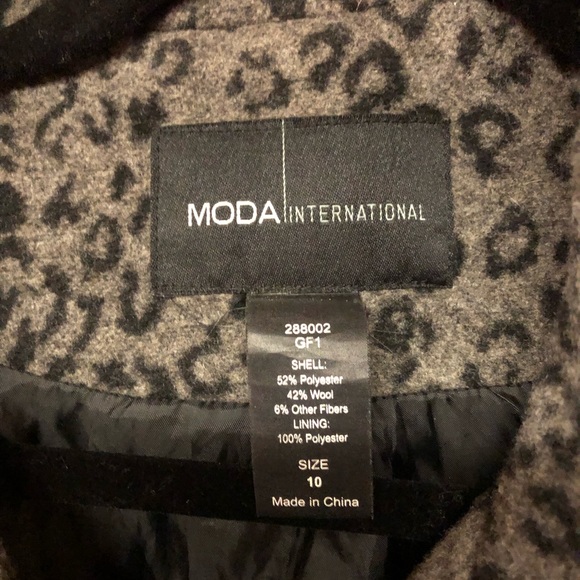 MODA INTERNATIONAL
288002
GF1
SHELL:
52% Polyester
42% Wool
6% Other Fibers
LINING:
100% Polyester
SIZE
10
Made in China